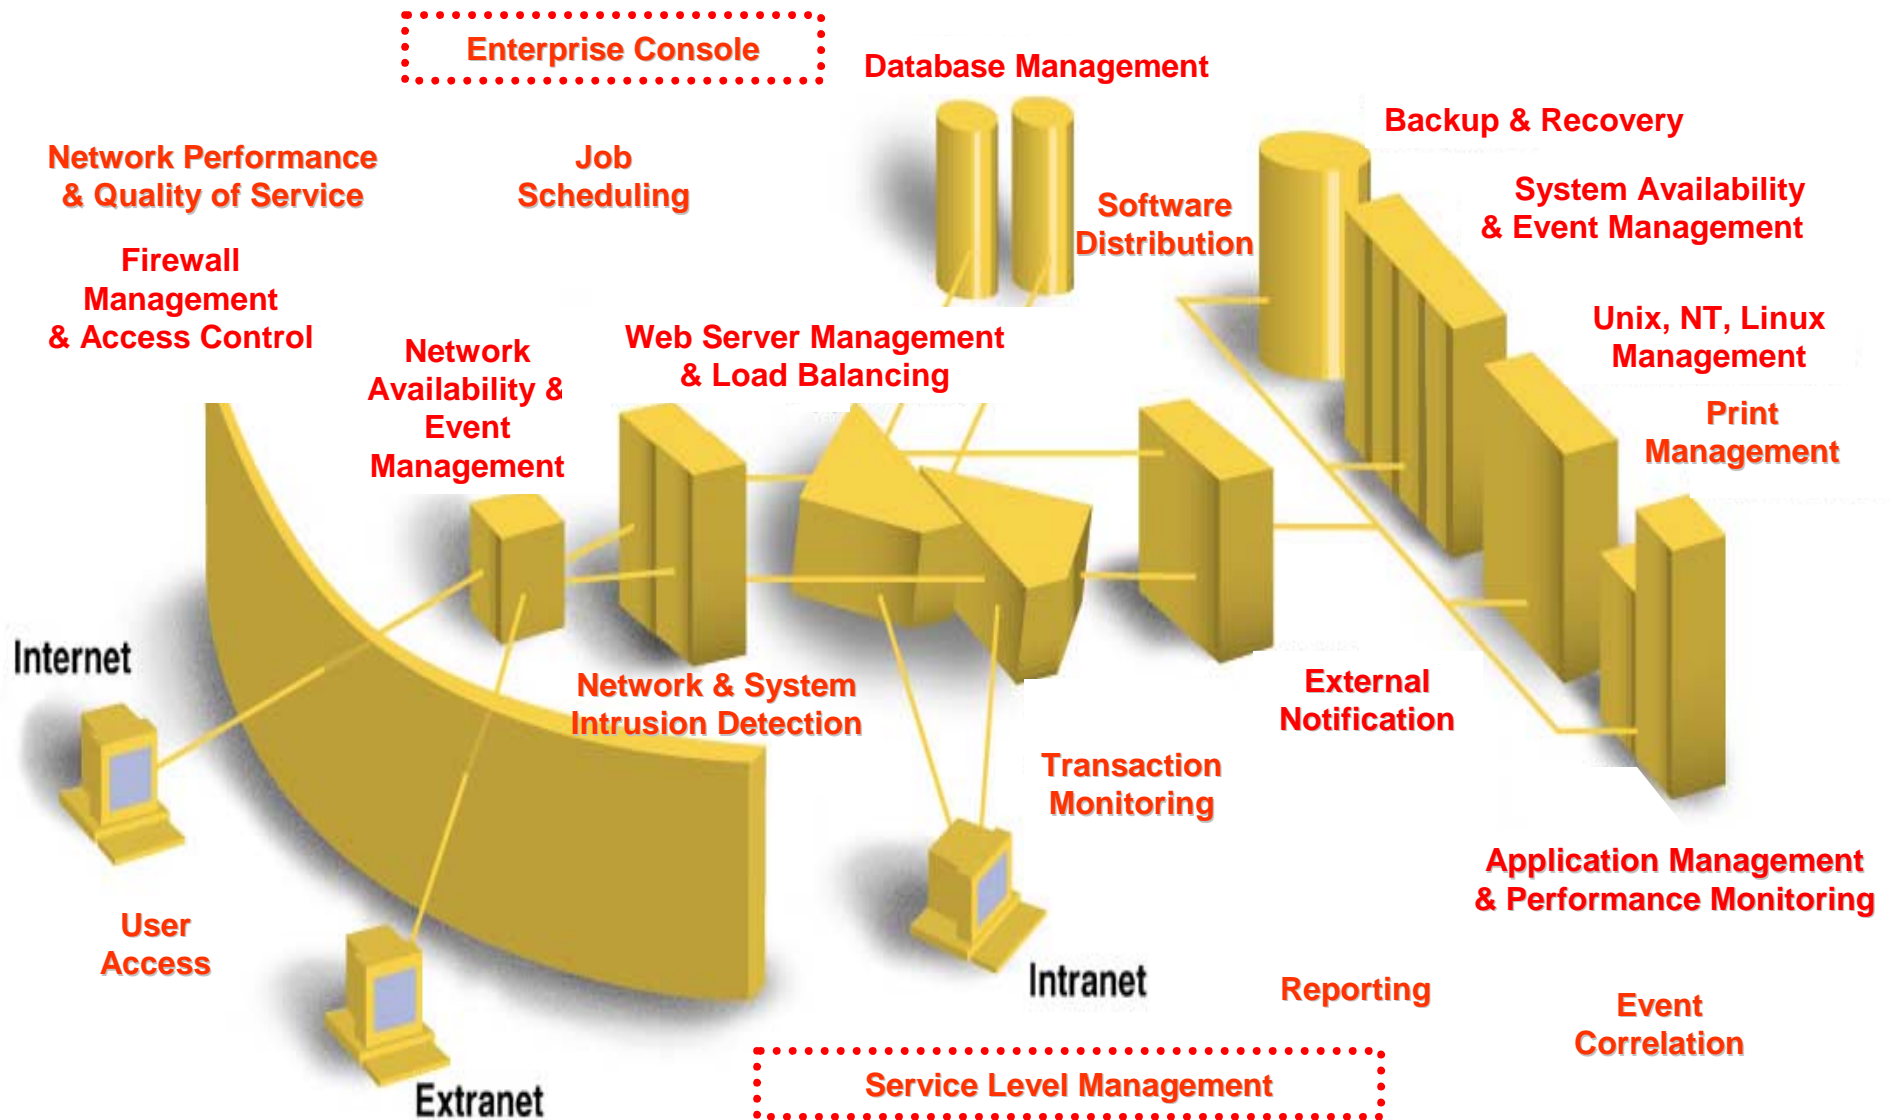 Enterprise Console
Database Management
Backup & Recovery
Network Performance
& Quality of Service
Job
Scheduling
Software
Distribution
System Availability
& Event Management
Firewall
Management
& Access Control
Network
Availability &
Event
Management
Web Server Management
& Load Balancing
Unix, NT, Linux
Management
Print
Management
Internet
Network & System
Intrusion Detection
External
Notification
Transaction
Monitoring
Application Management
& Performance Monitoring
User
Access
Intranet
Reporting
Event
Correlation
Service Level Management
Extranet